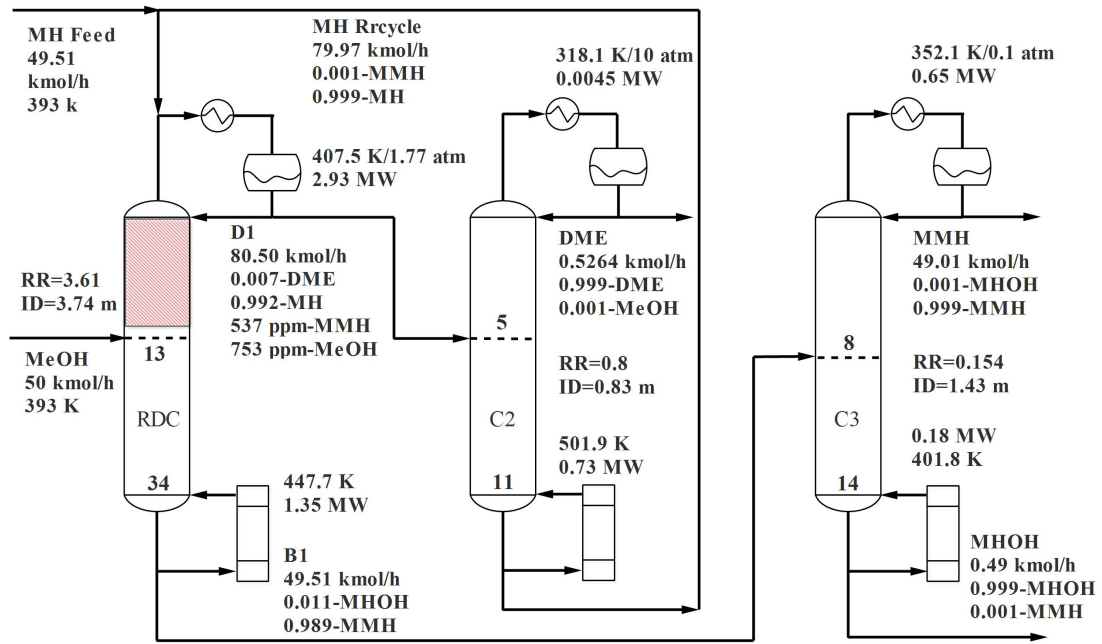 MH Feed
49.51
kmol/h
393 k
MH Rrcycle
79.97 kmol/h
0.001-MMH
0.999-MH
318.1 K/10 atm
0.0045 MW
352.1 K/0.1 atm
0.65 MW
407.5 K/1.77 atm
2.93 MW
RR=3.61
ID=3.74 m
D1
80.50 kmol/h
0.007-DME
0.992-MH
537 ppm-MMH
753 ppm-MeOH
DME
0.5264 kmol/h
0.999-DME
0.001-MeOH
MMH
49.01 kmol/h
0.001-MHOH
0.999-MMH
13
5
8
MeOH
50 kmol/h
393 K
RR=0.8
ID=0.83 m
RR=0.154
ID=1.43 m
RDC
C2
C3
501.9 K
0.73 MW
0.18 MW
401.8 K
34
11
14
447.7 K
1.35 MW
B1
49.51 kmol/h
0.011-MHOH
0.989-MMH
MHOH
0.49 kmol/h
0.999-MHOH
0.001-MMH